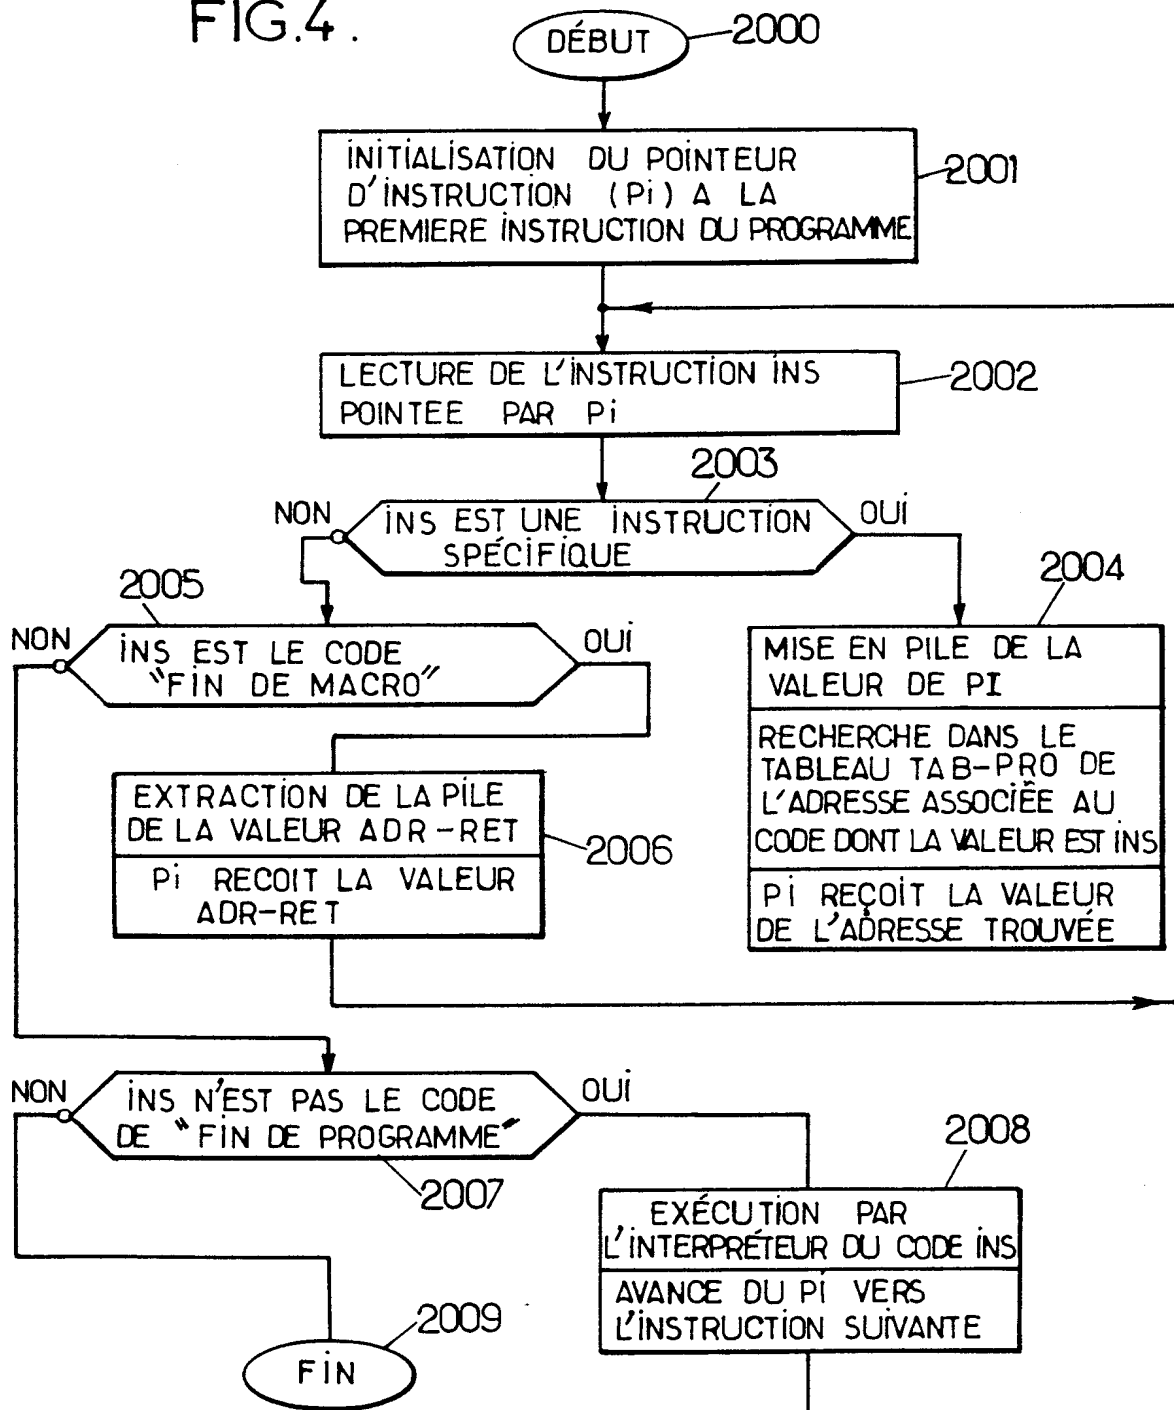 FIG.4.
DÉBUT
2000
INITIALISATION DU POINTEUR
D'INSTRUCTION (Pi) A LA
PREMIERE INSTRUCTION DU PROGRAMME
2001
LECTURE DE L'INSTRUCTION INS
POINTEE PAR Pi
2002
2003
NON
INS EST UNE INSTRUCTION
SPÉCIFIQUE
OUI
2005
2004
NON
INS EST LE CODE
"FIN DE MACRO"
OUI
MISE EN PILE DE LA
VALEUR DE PI
RECHERCHE DANS LE
TABLEAU TAB-PRO DE
L'ADRESSE ASSOCIÉE AU
CODE DONT LA VALEUR EST INS
PI REÇOIT LA VALEUR
DE L'ADRESSE TROUVÉE
EXTRACTION DE LA PILE
DE LA VALEUR ADR-RET
Pi RECOIT LA VALEUR
ADR-RET
2006
NON
INS N'EST PAS LE CODE
DE "FIN DE PROGRAMME"
OUI
2007
2008
EXÉCUTION PAR
L'INTERPRÉTEUR DU CODE INS
AVANCE DU PI VERS
L'INSTRUCTION SUIVANTE
2009
FIN